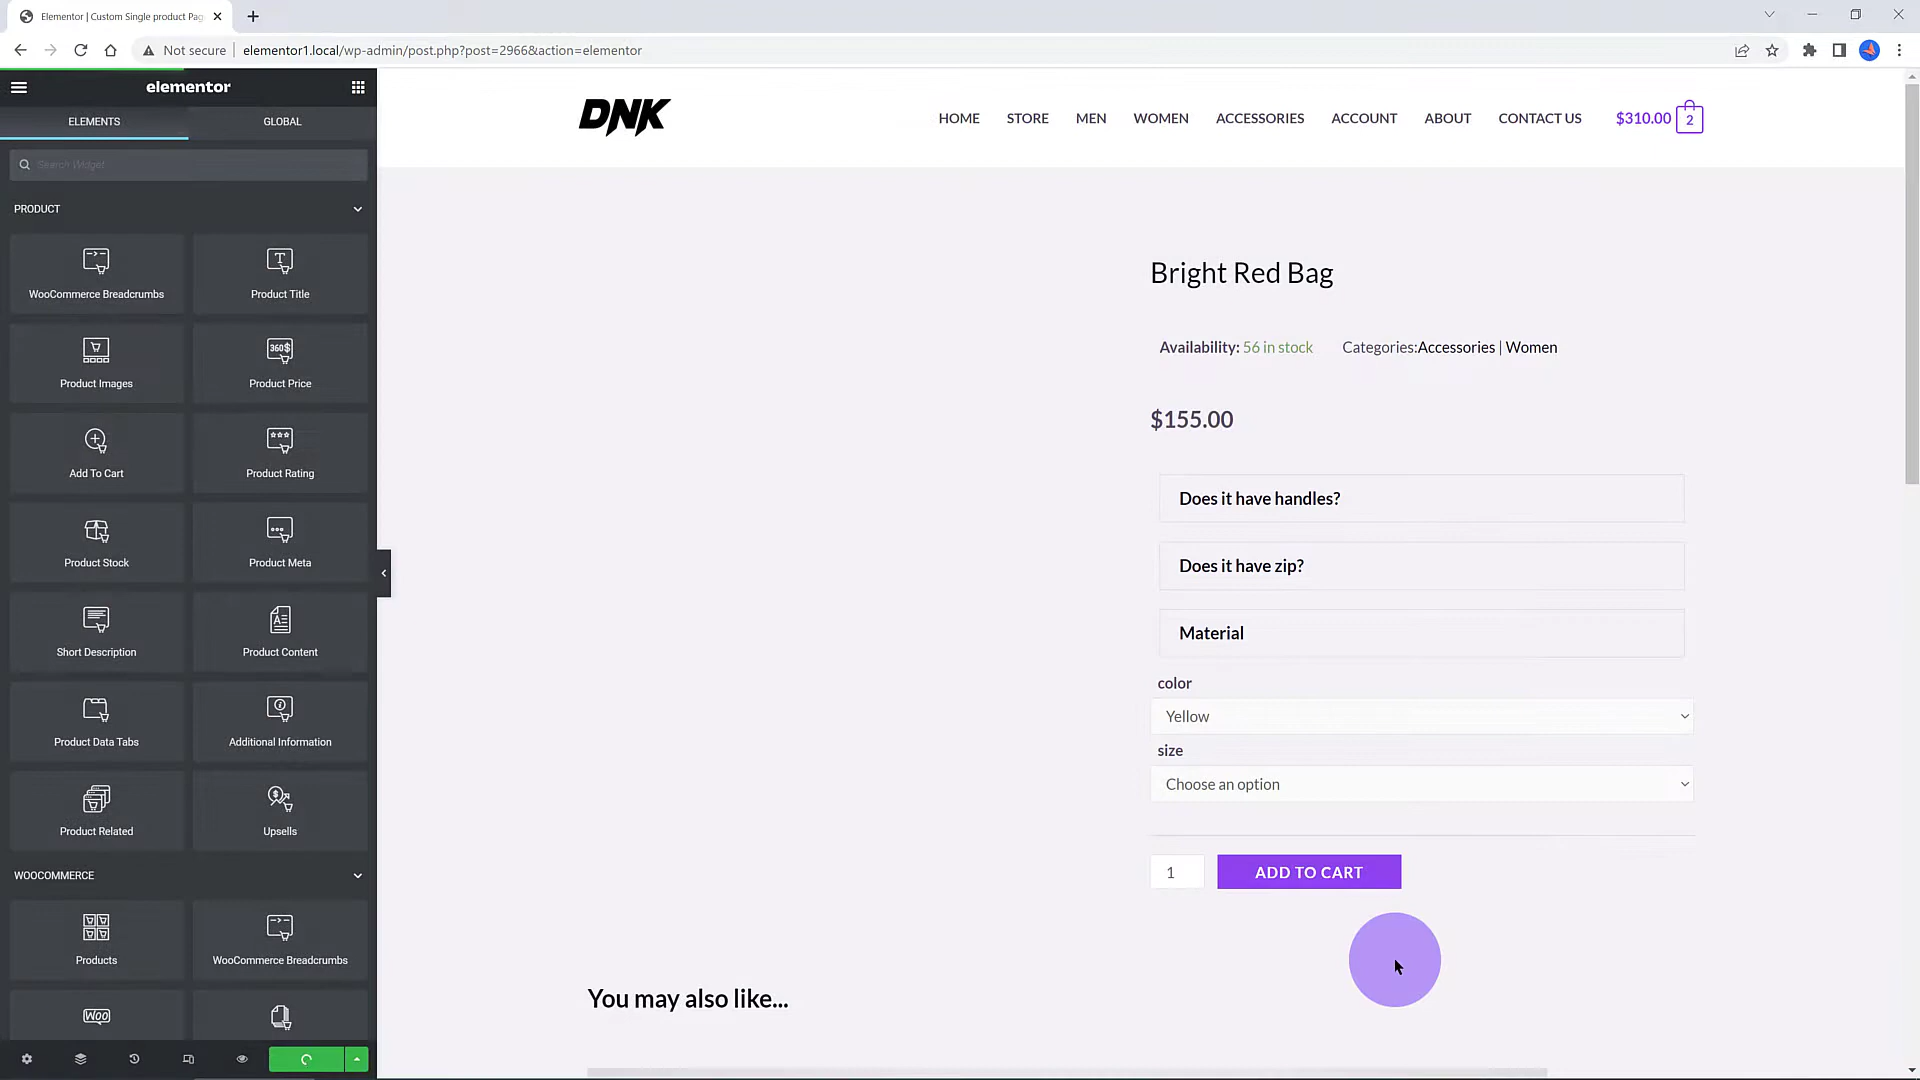 Elementor | Custom Single product Pag
Not secure
elementor1.local/wp-admin/post.php?post=2966&action=elementor
elementor
ELEMENTS
GLOBAL
Search Widget
PRODUCT
WooCommerce Breadcrumbs
Product Title
Product Images
360$
Product Price
Add To Cart
Product Rating
Product Stock
Product Meta
Short Description
Product Content
Product Data Tabs
Additional Information
Product Related
Upsells
WOOCOMMERCE
Products
WooCommerce Breadcrumbs
Woo
DNK
HOME
STORE
MEN
WOMEN
ACCESSORIES
ACCOUNT
ABOUT
CONTACT US
$310.00
2
Bright Red Bag
Availability: 56 in stock
Categories:Accessories | Women
$155.00
Does it have handles?
Does it have zip?
Material
color
Yellow
size
Choose an option
1
ADD TO CART
You may also like...